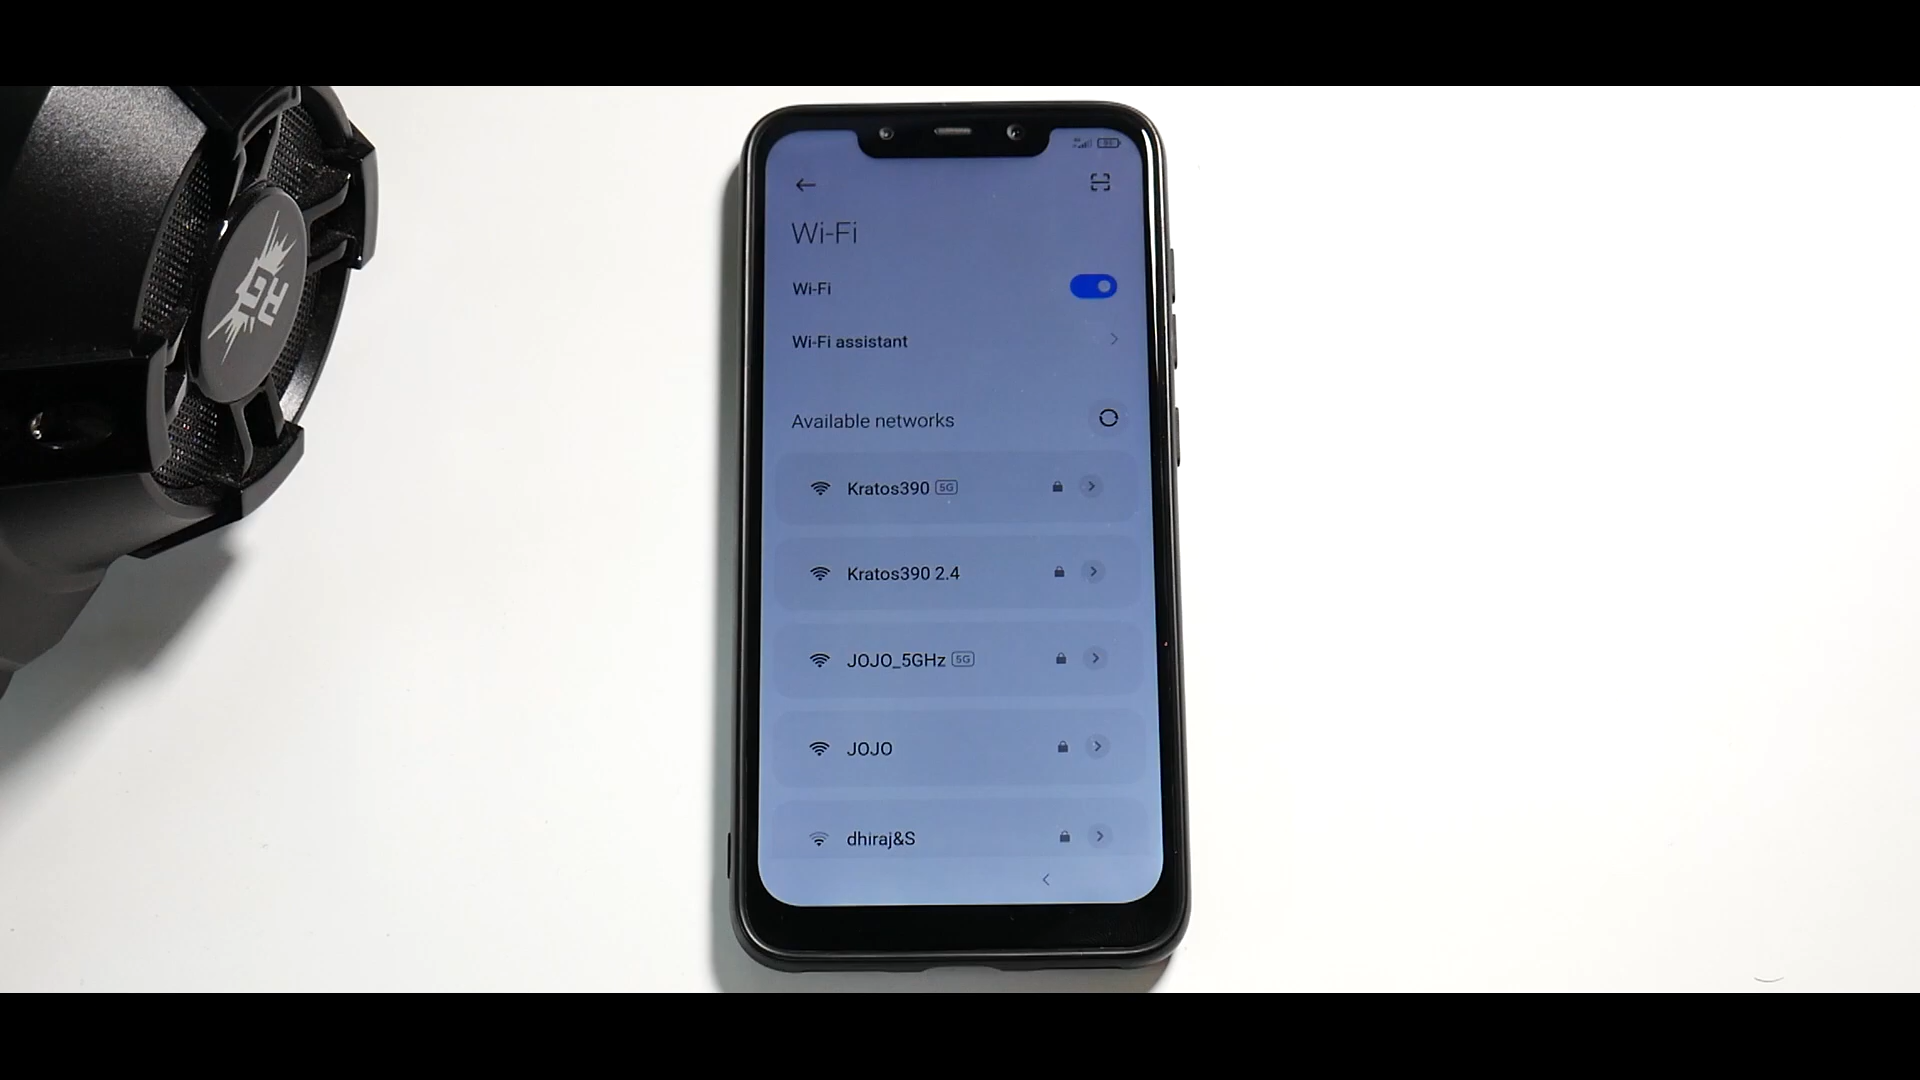 Wi-Fi
Wi-Fi
Wi-Fi assistant
Available networks
Kratos390 5G
Kratos390 2.4
JOJO_5GHz 5G
JOJO
dhiraj&S